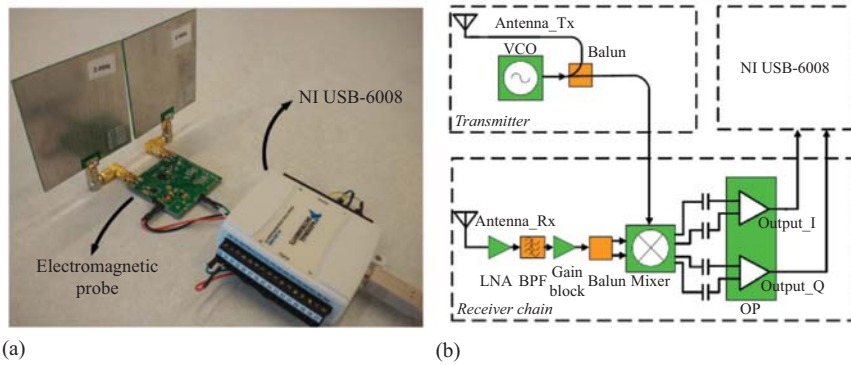 NI USB-6008
Electromagnetic
probe
(a)
Antenna_Tx
VCO
Balun
Transmitter
NI USB-6008
Antenna_Rx
LNA
BPF
Gain
block
Balun
Mixer
Output_I
Output_Q
OP
Receiver chain
(b)